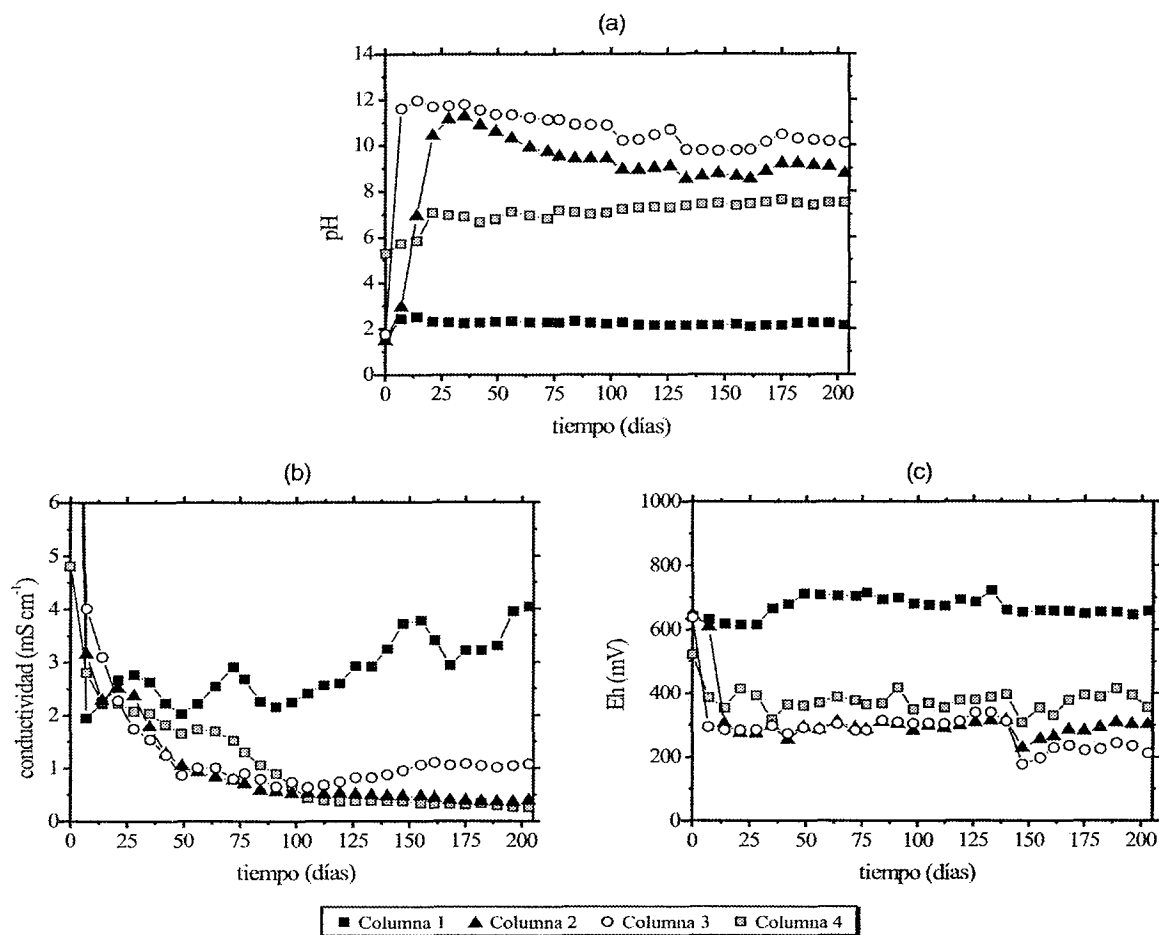 (a)
14
12
10
8
6
4
2
0
pH
0 25 50 75 100 125 150 175 200
tiempo (días)
(b)
6
5
4
3
2
1
0
conductividad (mS cm⁻¹)
0 25 50 75 100 125 150 175 200
tiempo (días)
(c)
1000
800
600
400
200
0
Eh (mV)
0 25 50 75 100 125 150 175 200
tiempo (días)
Columna 1 Columna 2 Columna 3 Columna 4